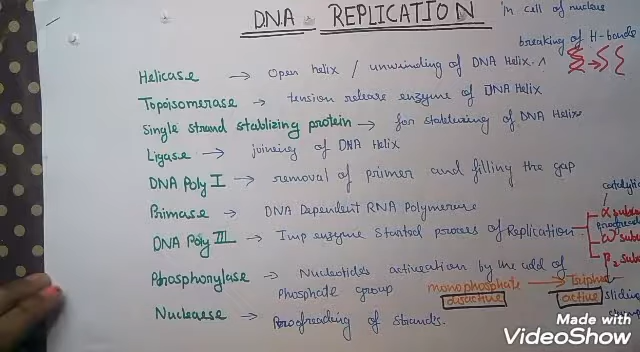 DNA REPLICATION
in cell of nucleus
breaking of H-bonds
Helicase → Open helix / unwinding of DNA Helix.
Topoisomerase → tension release enzyme of DNA Helix
Single strand stablizing protein → for stablizing of DNA Helix
Ligase → joining of DNA Helix
DNA Poly I → removal of primer and filling the gap
Primase → DNA Dependent RNA Polymerase
DNA Poly III → Imp enzyme Started process of Replication
α
ω
β2
Phosphorylase → Nucleotides activation by the add of
Phosphate group
monophosphate →
disactive
active
Nuclease → Proofreading of strands.
Made with
VideoShow